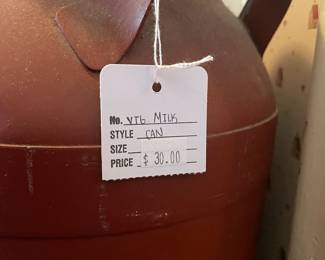 No. VTG MILK
STYLE CAN
SIZE
PRICE $ 30.00